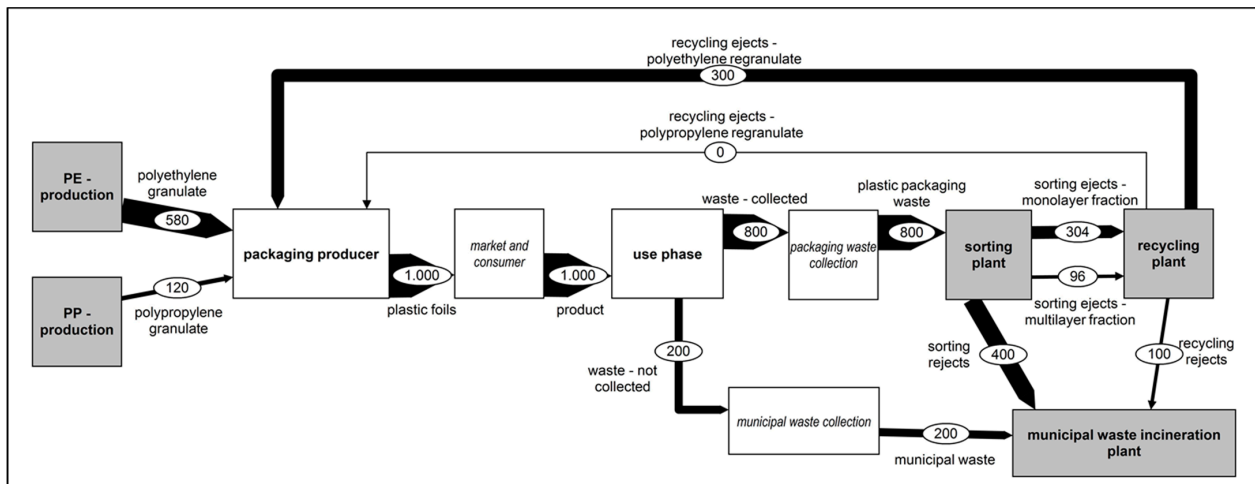 recycling ejects -
polyethylene regranulate
300
recycling ejects -
polypropylene regranulate
0
PE -
production
polyethylene
granulate
580
PP -
production
120
polypropylene
granulate
packaging producer
1.000
plastic foils
market and
consumer
1.000
product
use phase
waste - collected
800
packaging waste
collection
plastic packaging
waste
800
sorting
plant
sorting ejects -
monolayer fraction
304
96
sorting ejects -
multilayer fraction
recycling
plant
200
waste - not
collected
municipal waste collection
200
municipal waste
sorting
rejects
400
100
recycling
rejects
municipal waste incineration
plant